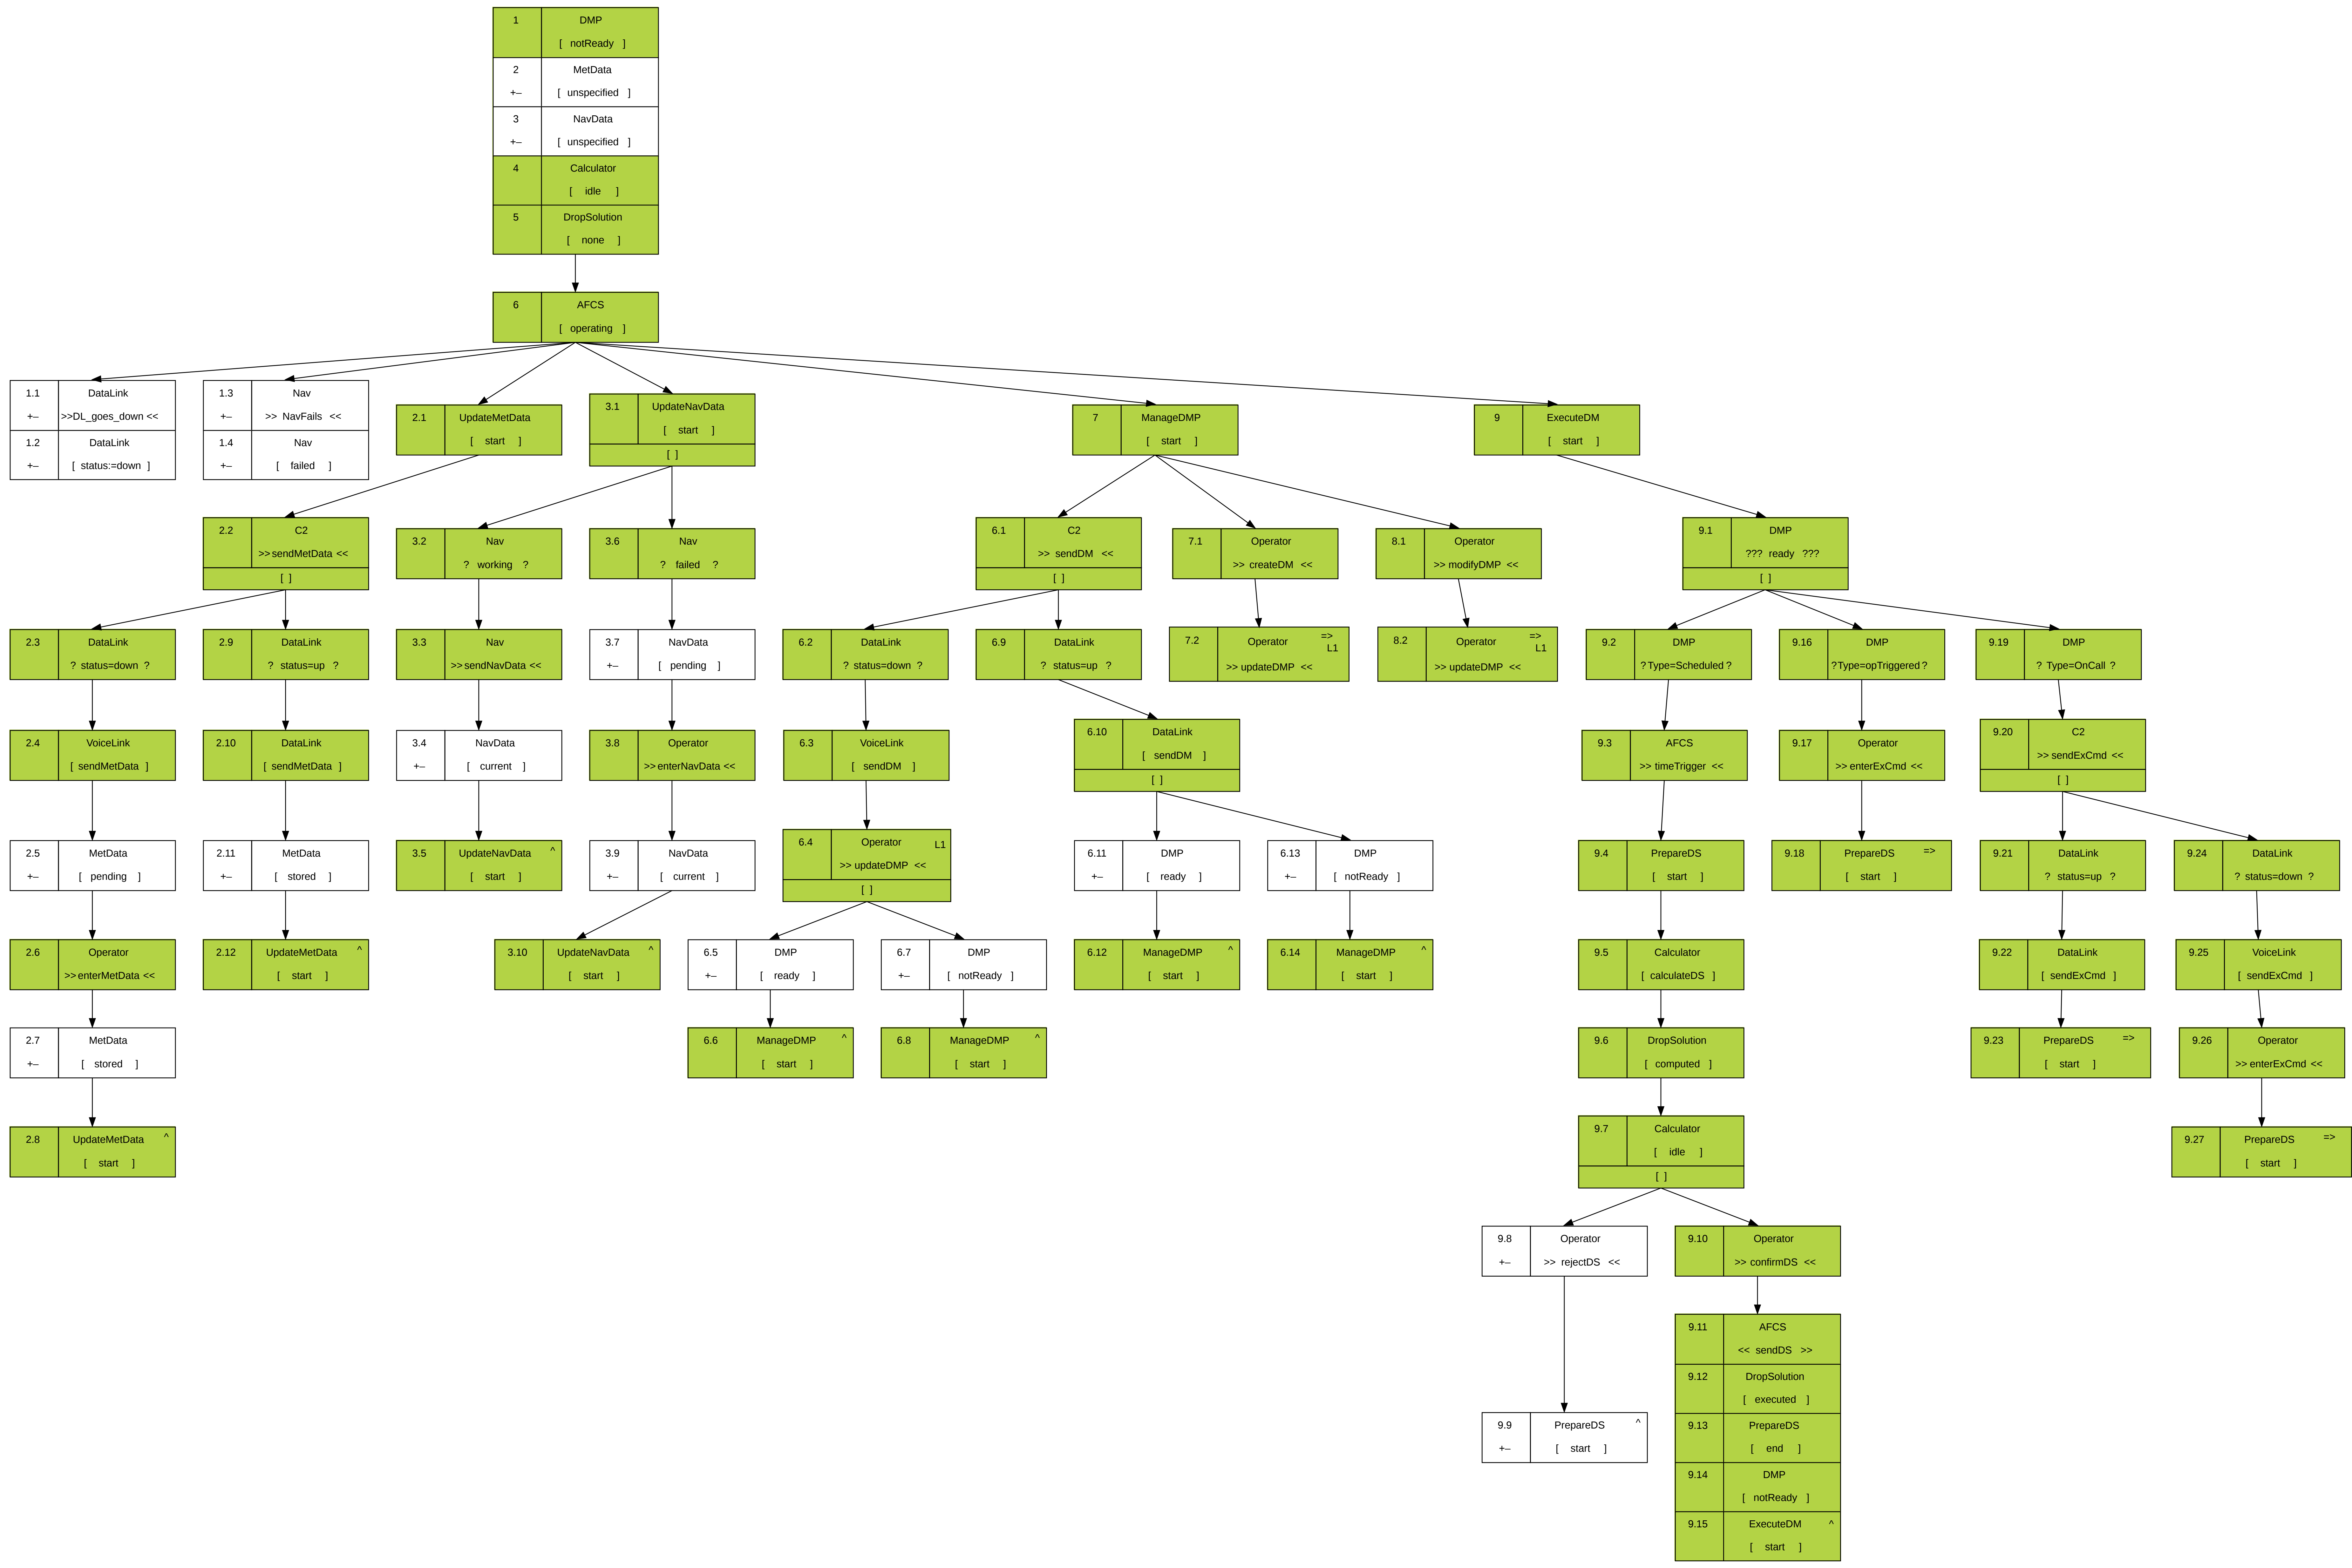 1 DMP
[ notReady ]
2 MetData
+– [ unspecified ]
3 NavData
+– [ unspecified ]
4 Calculator
[ idle ]
5 DropSolution
[ none ]
6 AFCS
[ operating ]
1.1 DataLink
+– >>DL_goes_down <<
1.2 DataLink
+– [ status:=down ]
1.3 Nav
+– >> NavFails <<
1.4 Nav
+– [ failed ]
2.1 UpdateMetData
[ start ]
3.1 UpdateNavData
[ start ]
[ ]
7 ManageDMP
[ start ]
9 ExecuteDM
[ start ]
2.2 C2
>> sendMetData <<
[ ]
3.2 Nav
? working ?
3.6 Nav
? failed ?
6.1 C2
>> sendDM <<
[ ]
7.1 Operator
>> createDM <<
8.1 Operator
>> modifyDMP <<
9.1 DMP
??? ready ???
[ ]
2.3 DataLink
? status=down ?
2.9 DataLink
? status=up ?
3.3 Nav
>> sendNavData <<
3.7 NavData
+– [ pending ]
6.2 DataLink
? status=down ?
6.9 DataLink
? status=up ?
7.2 Operator =>
L1
>> updateDMP <<
8.2 Operator =>
L1
>> updateDMP <<
9.2 DMP
? Type=Scheduled ?
9.16 DMP
? Type=opTriggered ?
9.19 DMP
? Type=OnCall ?
2.4 VoiceLink
[ sendMetData ]
2.10 DataLink
[ sendMetData ]
3.4 NavData
+– [ current ]
3.8 Operator
>> enterNavData <<
6.3 VoiceLink
[ sendDM ]
6.10 DataLink
[ sendDM ]
[ ]
9.3 AFCS
>> timeTrigger <<
9.17 Operator
>> enterExCmd <<
9.20 C2
>> sendExCmd <<
[ ]
2.5 MetData
+– [ pending ]
2.11 MetData
+– [ stored ]
3.5 UpdateNavData ^
[ start ]
3.9 NavData
+– [ current ]
6.4 Operator L1
>> updateDMP <<
[ ]
6.11 DMP
+– [ ready ]
6.13 DMP
+– [ notReady ]
9.4 PrepareDS
[ start ]
9.18 PrepareDS =>
[ start ]
9.21 DataLink
? status=up ?
9.24 DataLink
? status=down ?
2.6 Operator
>> enterMetData <<
2.12 UpdateMetData ^
[ start ]
3.10 UpdateNavData ^
[ start ]
6.5 DMP
+– [ ready ]
6.7 DMP
+– [ notReady ]
6.12 ManageDMP ^
[ start ]
6.14 ManageDMP ^
[ start ]
9.5 Calculator
[ calculateDS ]
9.22 DataLink
[ sendExCmd ]
9.25 VoiceLink
[ sendExCmd ]
2.7 MetData
+– [ stored ]
6.6 ManageDMP ^
[ start ]
6.8 ManageDMP ^
[ start ]
9.6 DropSolution
[ computed ]
9.23 PrepareDS =>
[ start ]
9.26 Operator
>> enterExCmd <<
2.8 UpdateMetData ^
[ start ]
9.7 Calculator
[ idle ]
[ ]
9.27 PrepareDS =>
[ start ]
9.8 Operator
+– >> rejectDS <<
9.10 Operator
>> confirmDS <<
9.9 PrepareDS ^
+– [ start ]
9.11 AFCS
<< sendDS >>
9.12 DropSolution
[ executed ]
9.13 PrepareDS
[ end ]
9.14 DMP
[ notReady ]
9.15 ExecuteDM ^
[ start ]